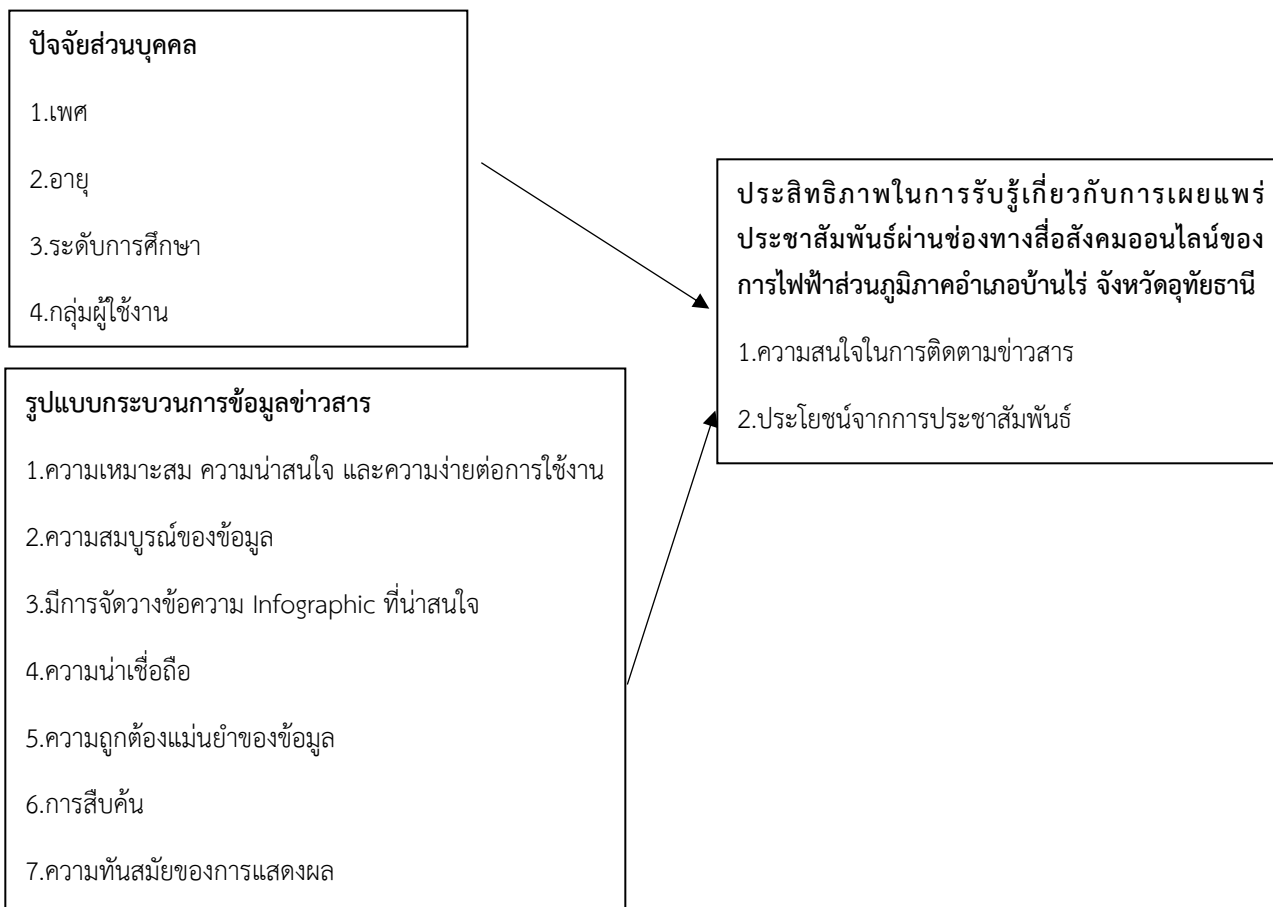 ปัจจัยส่วนบุคคล
1.เพศ
2.อายุ
3.ระดับการศึกษา
4.กลุ่มผู้ใช้งาน
รูปแบบกระบวนการข้อมูลข่าวสาร
1.ความเหมาะสม ความน่าสนใจ และความง่ายต่อการใช้งาน
2.ความสมบูรณ์ของข้อมูล
3.มีการจัดวางข้อความ Infographic ที่น่าสนใจ
4.ความน่าเชื่อถือ
5.ความถูกต้องแม่นยำของข้อมูล
6.การสืบค้น
7.ความทันสมัยของการแสดงผล
ประสิทธิภาพในการรับรู้เกี่ยวกับการเผยแพร่
ประชาสัมพันธ์ผ่านช่องทางสื่อสังคมออนไลน์ของ
การไฟฟ้าส่วนภูมิภาคอำเภอบ้านไร่ จังหวัดอุทัยธานี
1.ความสนใจในการติดตามข่าวสาร
2.ประโยชน์จากการประชาสัมพันธ์